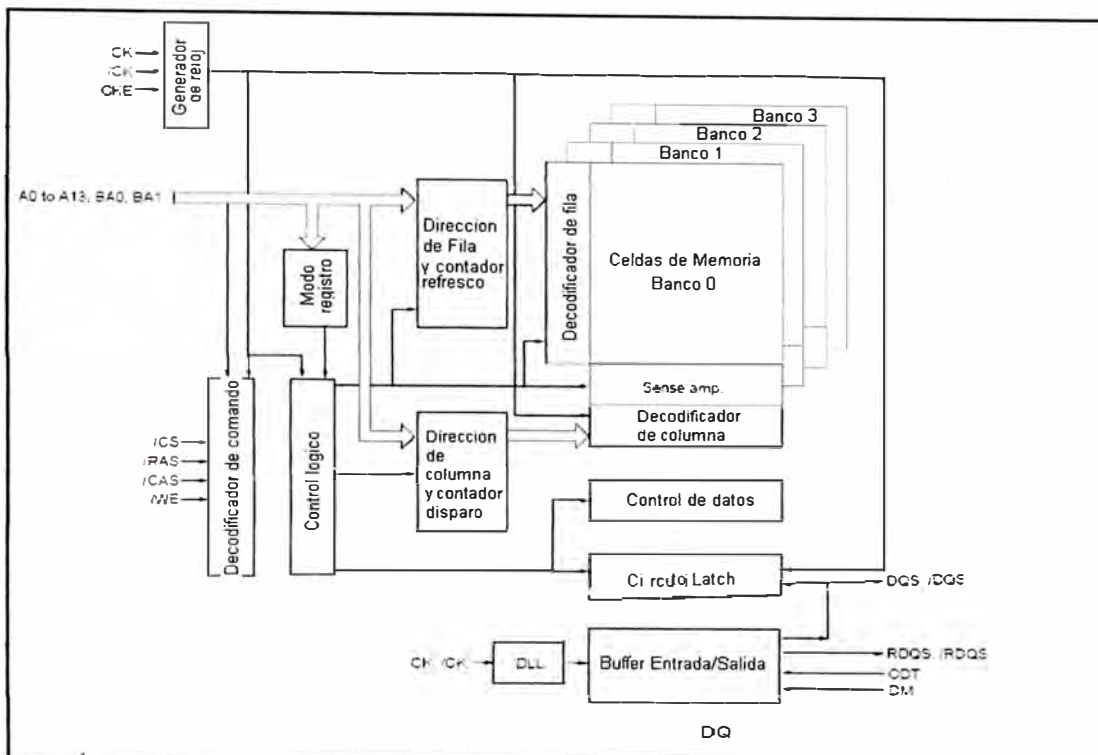 CK
/CK
CKE
Generador
de reloj
Banco 3
Banco 2
Banco 1
A0 to A13, BA0, BA1
Direccion
de Fila
y contador
refresco
Decodificador de fila
Celdas de Memoria
Banco 0
Modo
registro
Sense amp.
Decodificador
de columna
Decodificador de comando
/CS
/RAS
/CAS
/WE
Control logico
Direccion
de
columna
y contador
disparo
Control de datos
Circuloj Latch
DQS, /DQS
CK, /CK
DLL
Buffer Entrada/Salida
RDQS, /RDQS
ODT
DM
DQ